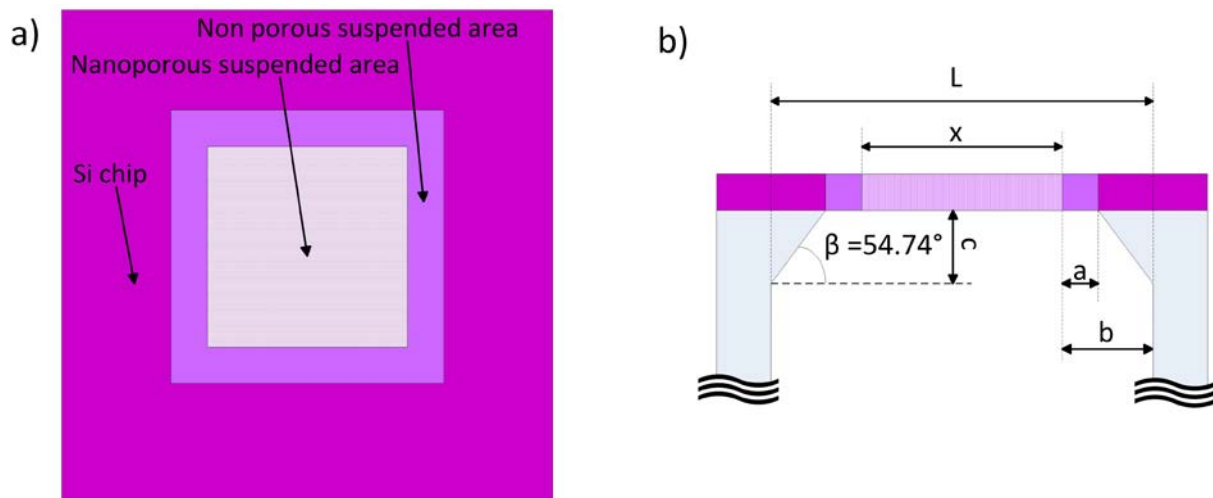 a)
Non porous suspended area
Nanoporous suspended area
Si chip
b)
L
x
β =54.74°
c
a
b